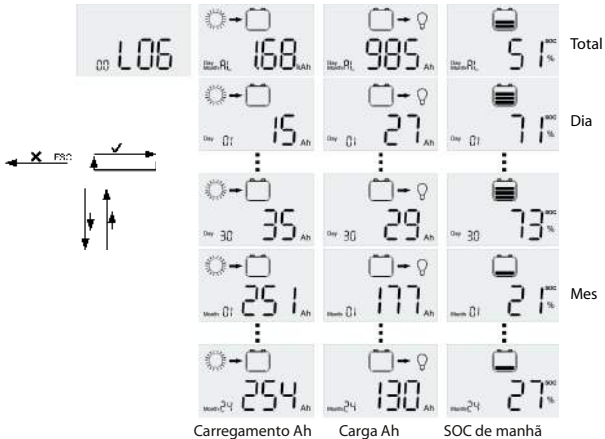 00 LOG
Day Month AL 1.68 kAh
Day Month AL 985 Ah
Day Month AL 51 SOC %
Total
Day 01 15 Ah
Day 01 27 Ah
Day 01 71 SOC %
Dia
ESC
Day 30 35 Ah
Day 30 29 Ah
Day 30 73 SOC %
Month 01 251 Ah
Month 01 177 Ah
Month 01 21 SOC %
Mes
Month 24 254 Ah
Month 24 130 Ah
Month 24 27 SOC %
Carregamento Ah
Carga Ah
SOC de manhã